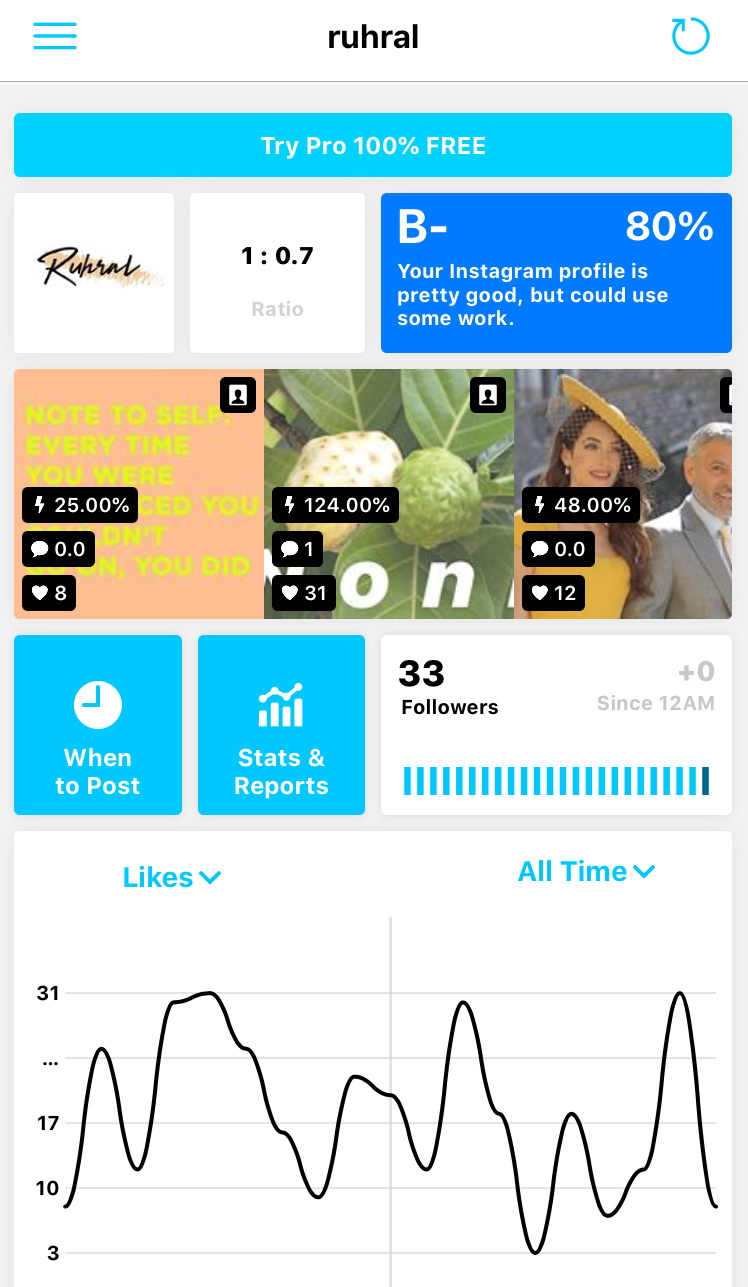 ruhral
Try Pro 100% FREE
Ruhral
1 : 0.7
Ratio
B-
80%
Your Instagram profile is
pretty good, but could use
some work.
NOTE TO SELF:
EVERY TIME
YOU WERE
CED YOU
LDN'T
ON, YOU DID
25.00%
0.0
8
on
124.00%
1
31
48.00%
0.0
12
When
to Post
Stats &
Reports
33
Followers
+0
Since 12AM
Likes
All Time
31
...
17
10
3